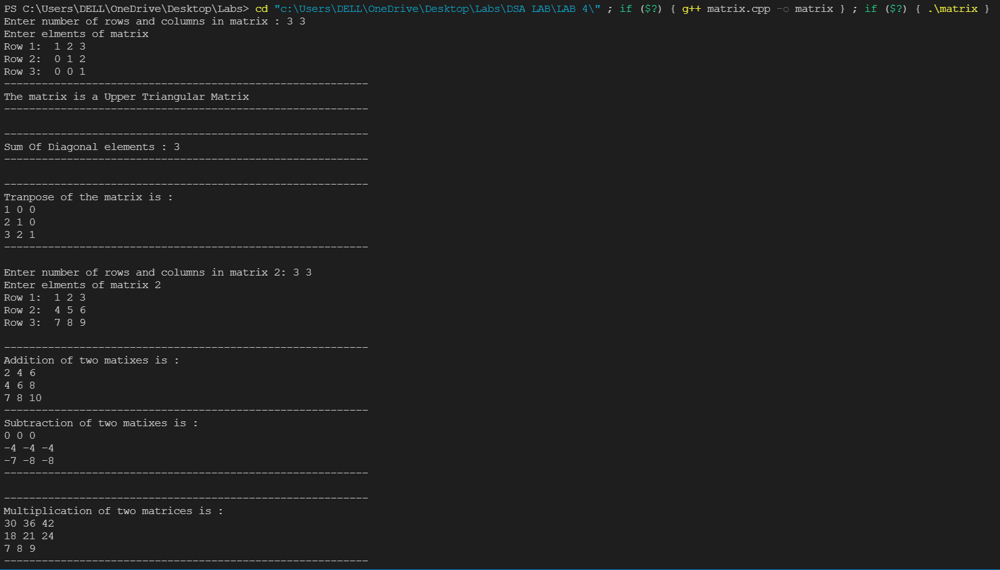 PS C:\Users\DELL\OneDrive\Desktop\Labs> cd "c:\Users\DELL\OneDrive\Desktop\Labs\DSA LAB\LAB 4\" ; if ($?) { g++ matrix.cpp -o matrix } ; if ($?) { .\matrix }
Enter number of rows and columns in matrix : 3 3
Enter elments of matrix
Row 1:  1 2 3
Row 2:  0 1 2
Row 3:  0 0 1
----------------------------------------------------------
The matrix is a Upper Triangular Matrix
----------------------------------------------------------
----------------------------------------------------------
Sum Of Diagonal elements : 3
----------------------------------------------------------
----------------------------------------------------------
Tranpose of the matrix is :
1 0 0
2 1 0
3 2 1
----------------------------------------------------------
Enter number of rows and columns in matrix 2: 3 3
Enter elments of matrix 2
Row 1:  1 2 3
Row 2:  4 5 6
Row 3:  7 8 9
----------------------------------------------------------
Addition of two matixes is :
2 4 6
4 6 8
7 8 10
----------------------------------------------------------
Subtraction of two matixes is :
0 0 0
-4 -4 -4
-7 -8 -8
----------------------------------------------------------
----------------------------------------------------------
Multiplication of two matrices is :
30 36 42
18 21 24
7 8 9
----------------------------------------------------------